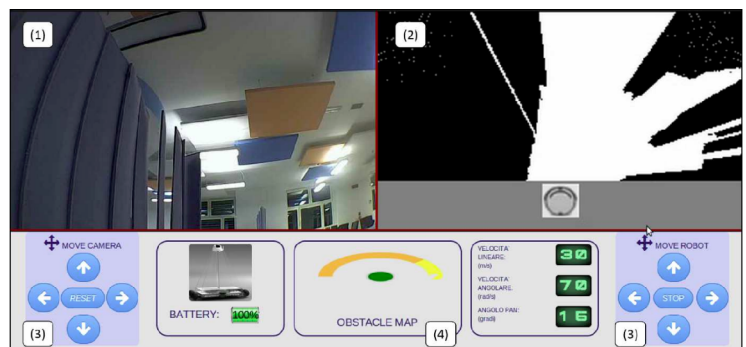 (1)
(2)
MOVE CAMERA
RESET
(3)
BATTERY: 100%
OBSTACLE MAP
(4)
VELOCITA'
LINEARE:
(m/s)
30
VELOCITA'
ANGOLARE:
(rad/s)
70
ANGOLO PAN:
(gradi)
16
MOVE ROBOT
STOP
(3)